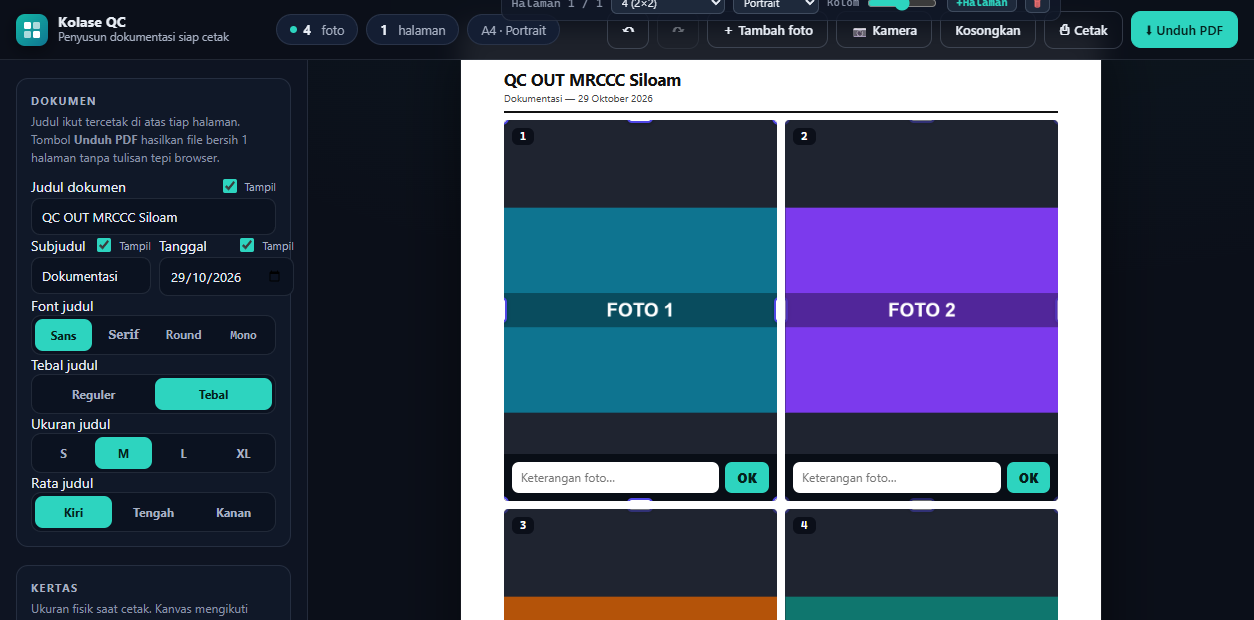 Kolase QC
Penyusun dokumentasi siap cetak
4 foto
1 halaman
A4 · Portrait
Halaman 1 / 1
4 (2×2)
Portrait
Kolom
+Halaman
+ Tambah foto
Kamera
Kosongkan
Cetak
⬇ Unduh PDF
DOKUMEN
Judul ikut tercetak di atas tiap halaman.
Tombol Unduh PDF hasilkan file bersih 1
halaman tanpa tulisan tepi browser.
Judul dokumen
Tampil
QC OUT MRCCC Siloam
Subjudul
Tampil
Tanggal
Tampil
Dokumentasi
29/10/2026
Font judul
Sans
Serif
Round
Mono
Tebal judul
Reguler
Tebal
Ukuran judul
S
M
L
XL
Rata judul
Kiri
Tengah
Kanan
KERTAS
Ukuran fisik saat cetak. Kanvas mengikuti
QC OUT MRCCC Siloam
Dokumentasi — 29 Oktober 2026
1
FOTO 1
Keterangan foto...
OK
2
FOTO 2
Keterangan foto...
OK
3
4